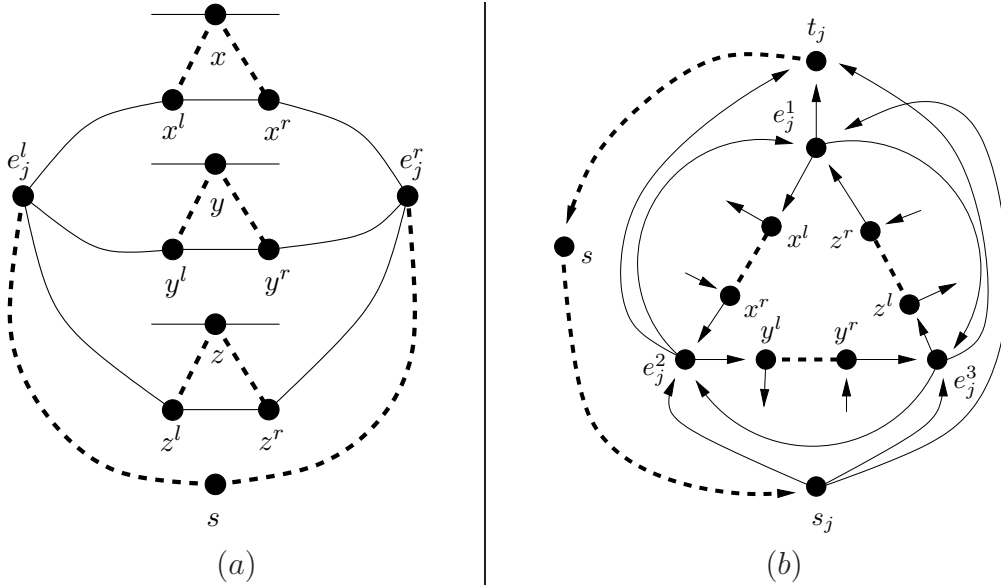 x
x^l x^r
e_j^l e_j^r
y
y^l y^r
z
z^l z^r
s
(a)
t_j
e_j^1
x^l z^r
s
x^r z^l
y^l y^r
e_j^2 e_j^3
s_j
(b)